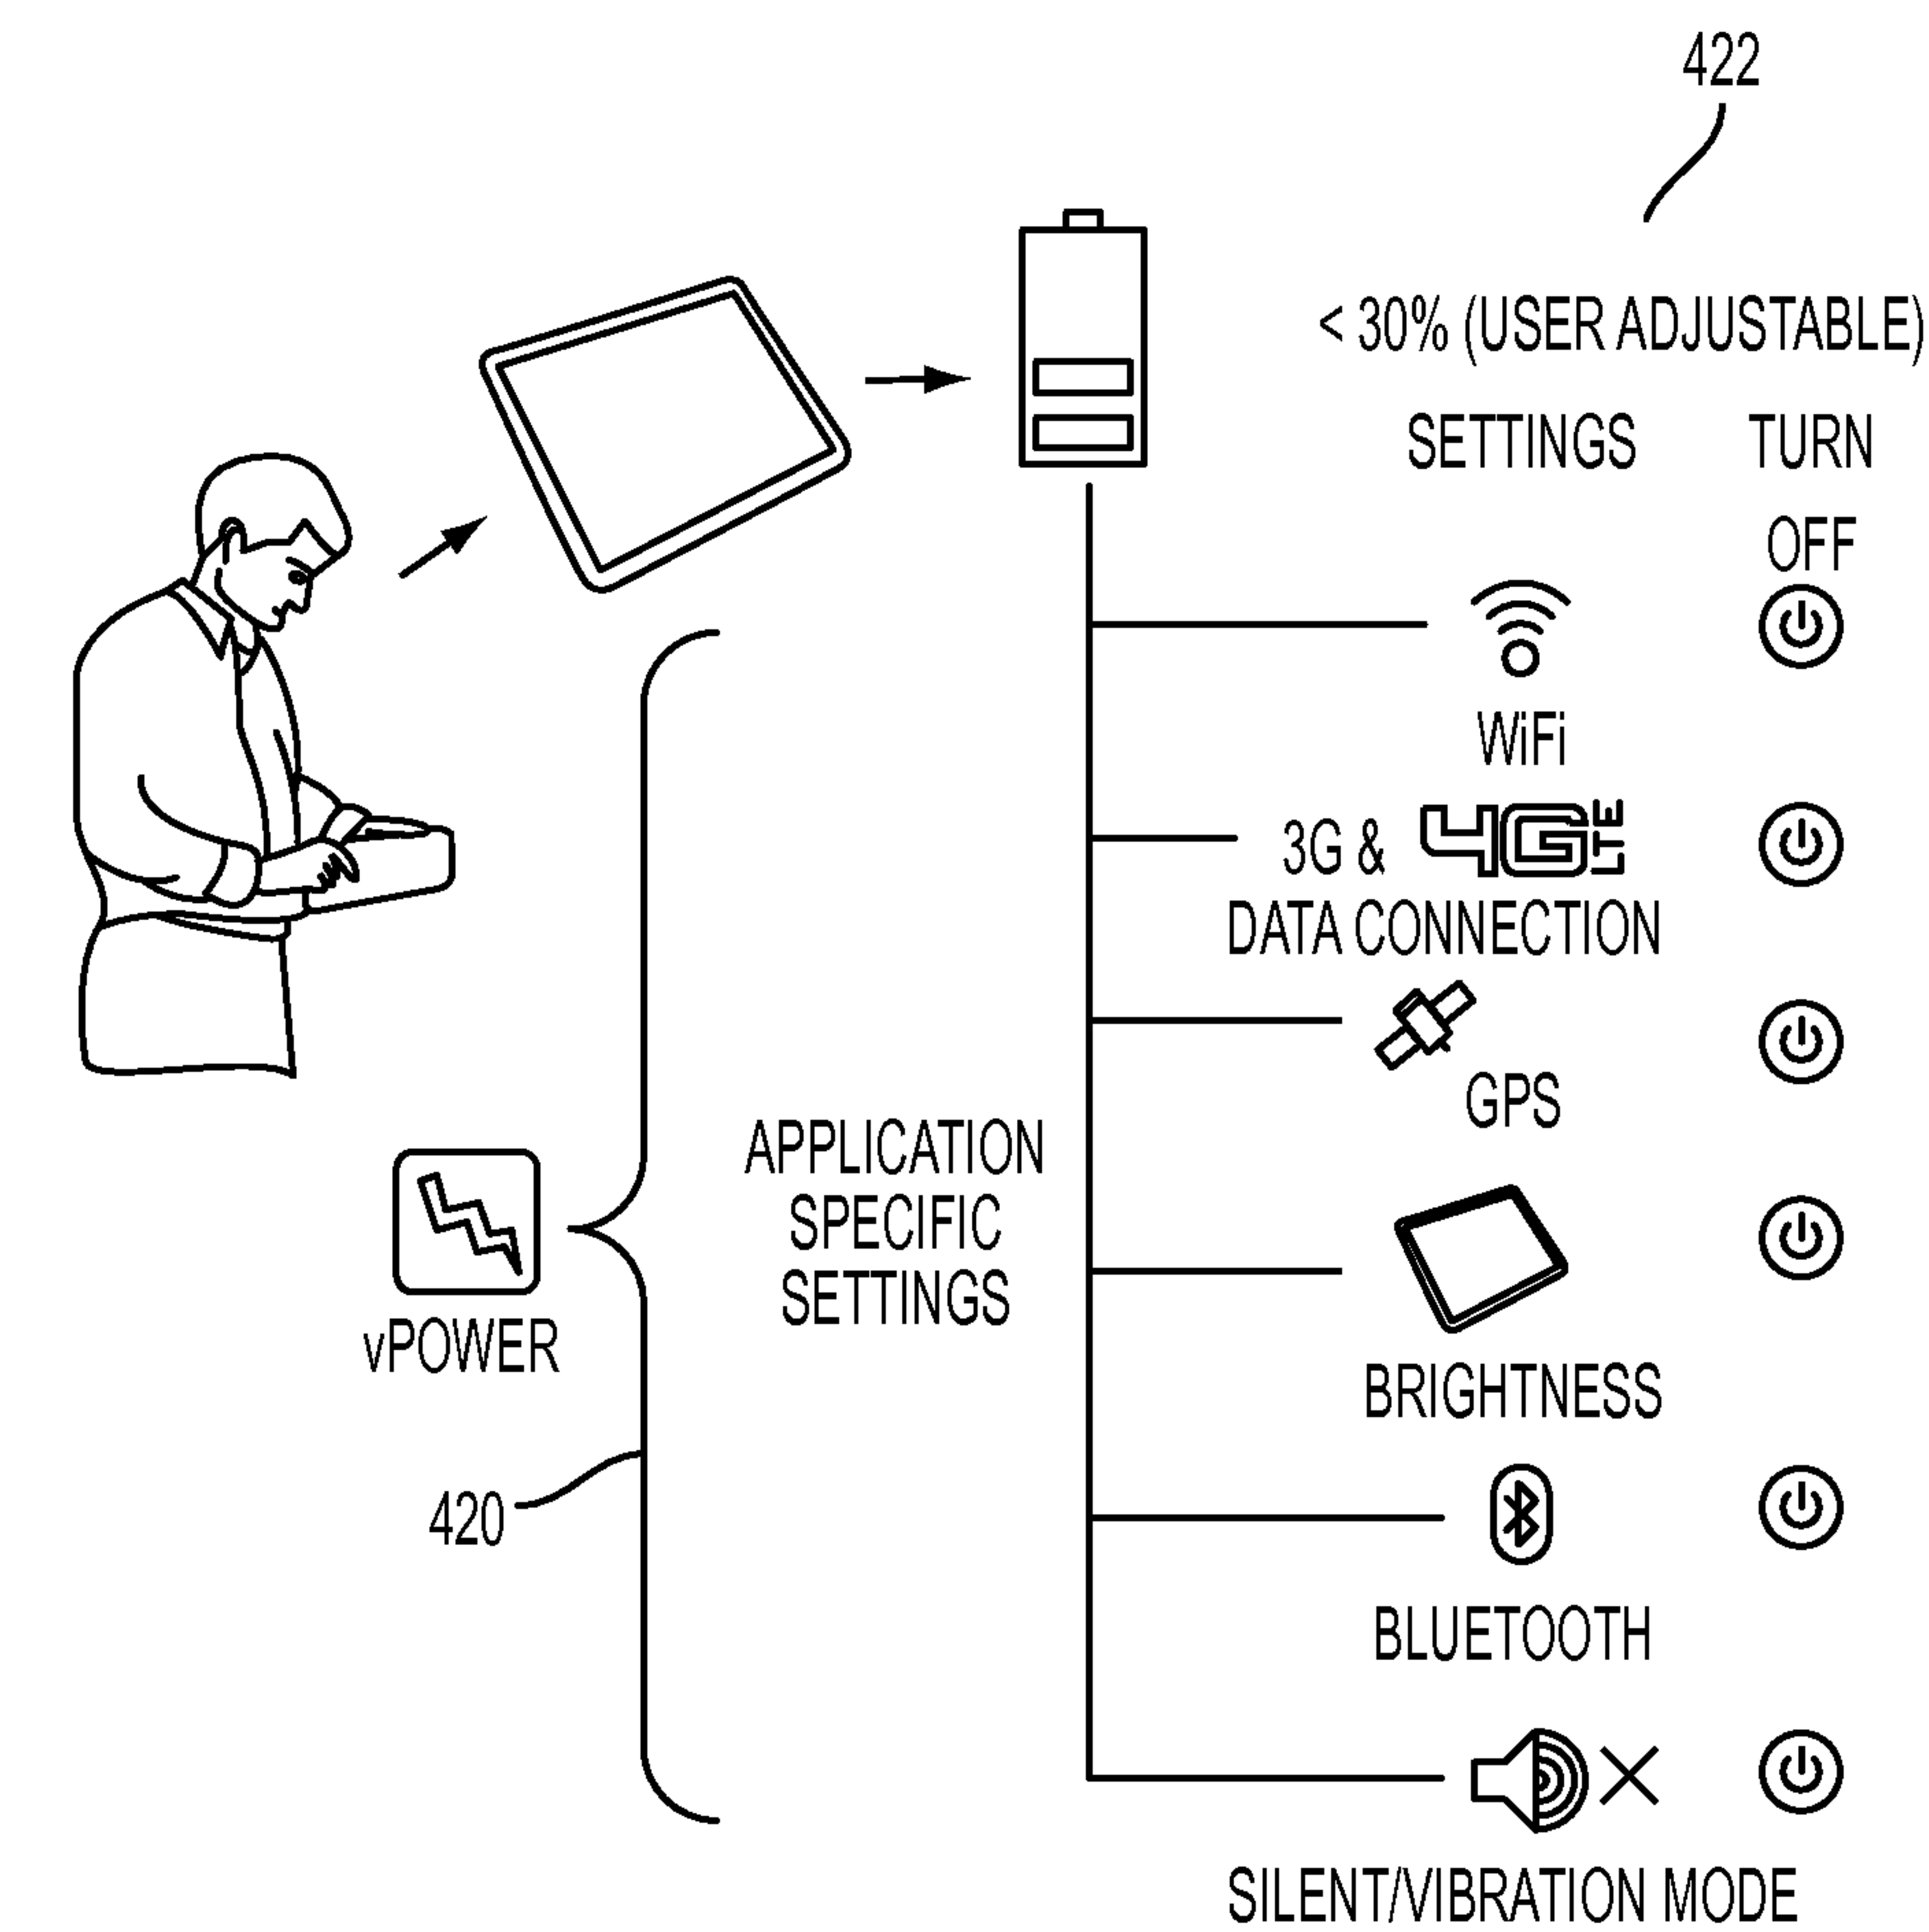 422
< 30% (USER ADJUSTABLE)
SETTINGS TURN
OFF
WiFi
3G & 4G LTE
DATA CONNECTION
GPS
APPLICATION
SPECIFIC
SETTINGS
vPOWER
BRIGHTNESS
420
BLUETOOTH
SILENT/VIBRATION MODE